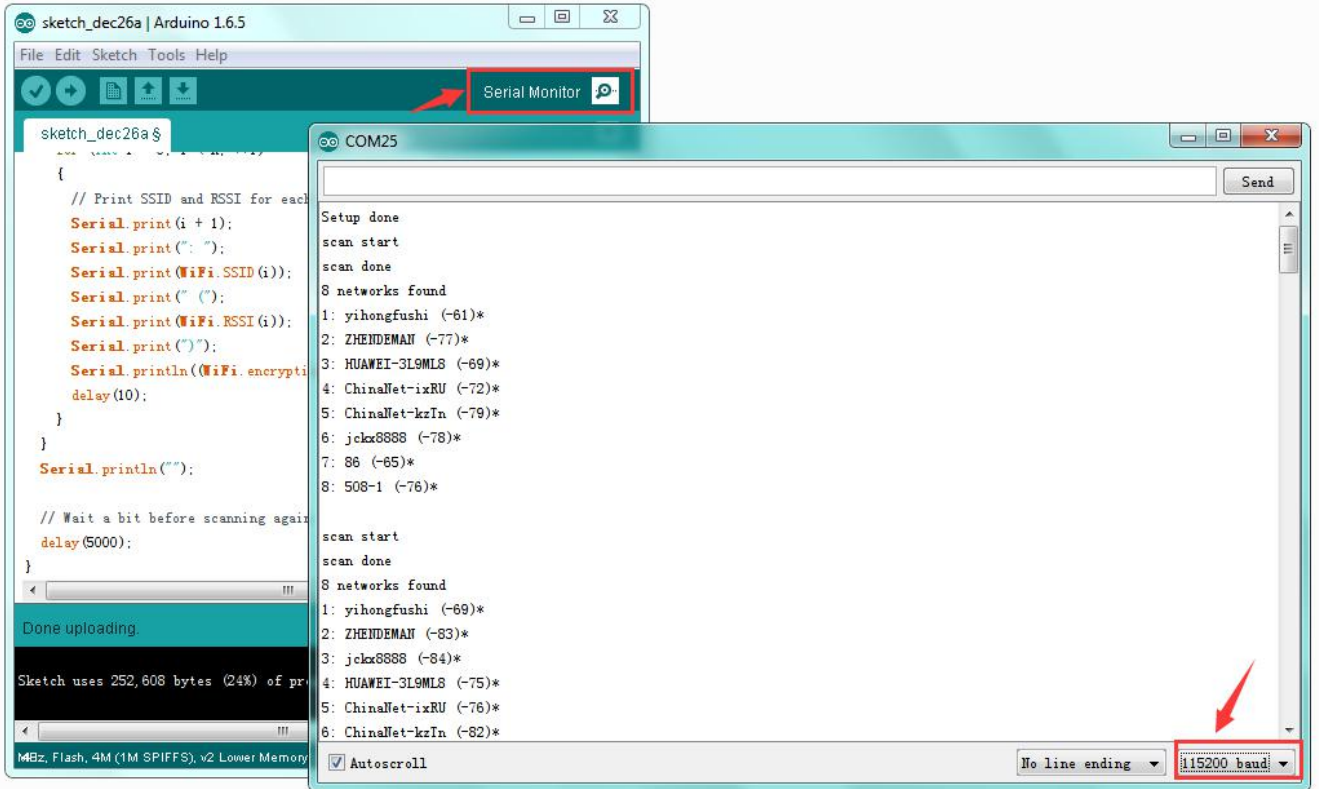 sketch_dec26a | Arduino 1.6.5
File Edit Sketch Tools Help
Serial Monitor
sketch_dec26a §
{
// Print SSID and RSSI for each
Serial.print(i + 1);
Serial.print(": ");
Serial.print(WiFi.SSID(i));
Serial.print(" (");
Serial.print(WiFi.RSSI(i));
Serial.print(")");
Serial.println((WiFi.encrypti
delay(10);
}
}
Serial.println("");
// Wait a bit before scanning again
delay(5000);
}
Done uploading.
Sketch uses 252,608 bytes (24%) of pr
Flash, 4M (1M SPIFFS), v2 Lower Memory
COM25
Send
Setup done
scan start
scan done
8 networks found
1: yihongfushi (-61)*
2: ZHENDEMAN (-77)*
3: HUAWEI-3L9ML8 (-69)*
4: ChinaNet-ixRU (-72)*
5: ChinaNet-kzTn (-79)*
6: jckx8888 (-78)*
7: 86 (-65)*
8: 508-1 (-76)*
scan start
scan done
8 networks found
1: yihongfushi (-69)*
2: ZHENDEMAN (-83)*
3: jckx8888 (-84)*
4: HUAWEI-3L9ML8 (-75)*
5: ChinaNet-ixRU (-76)*
6: ChinaNet-kzTn (-82)*
Autoscroll
No line ending
115200 baud